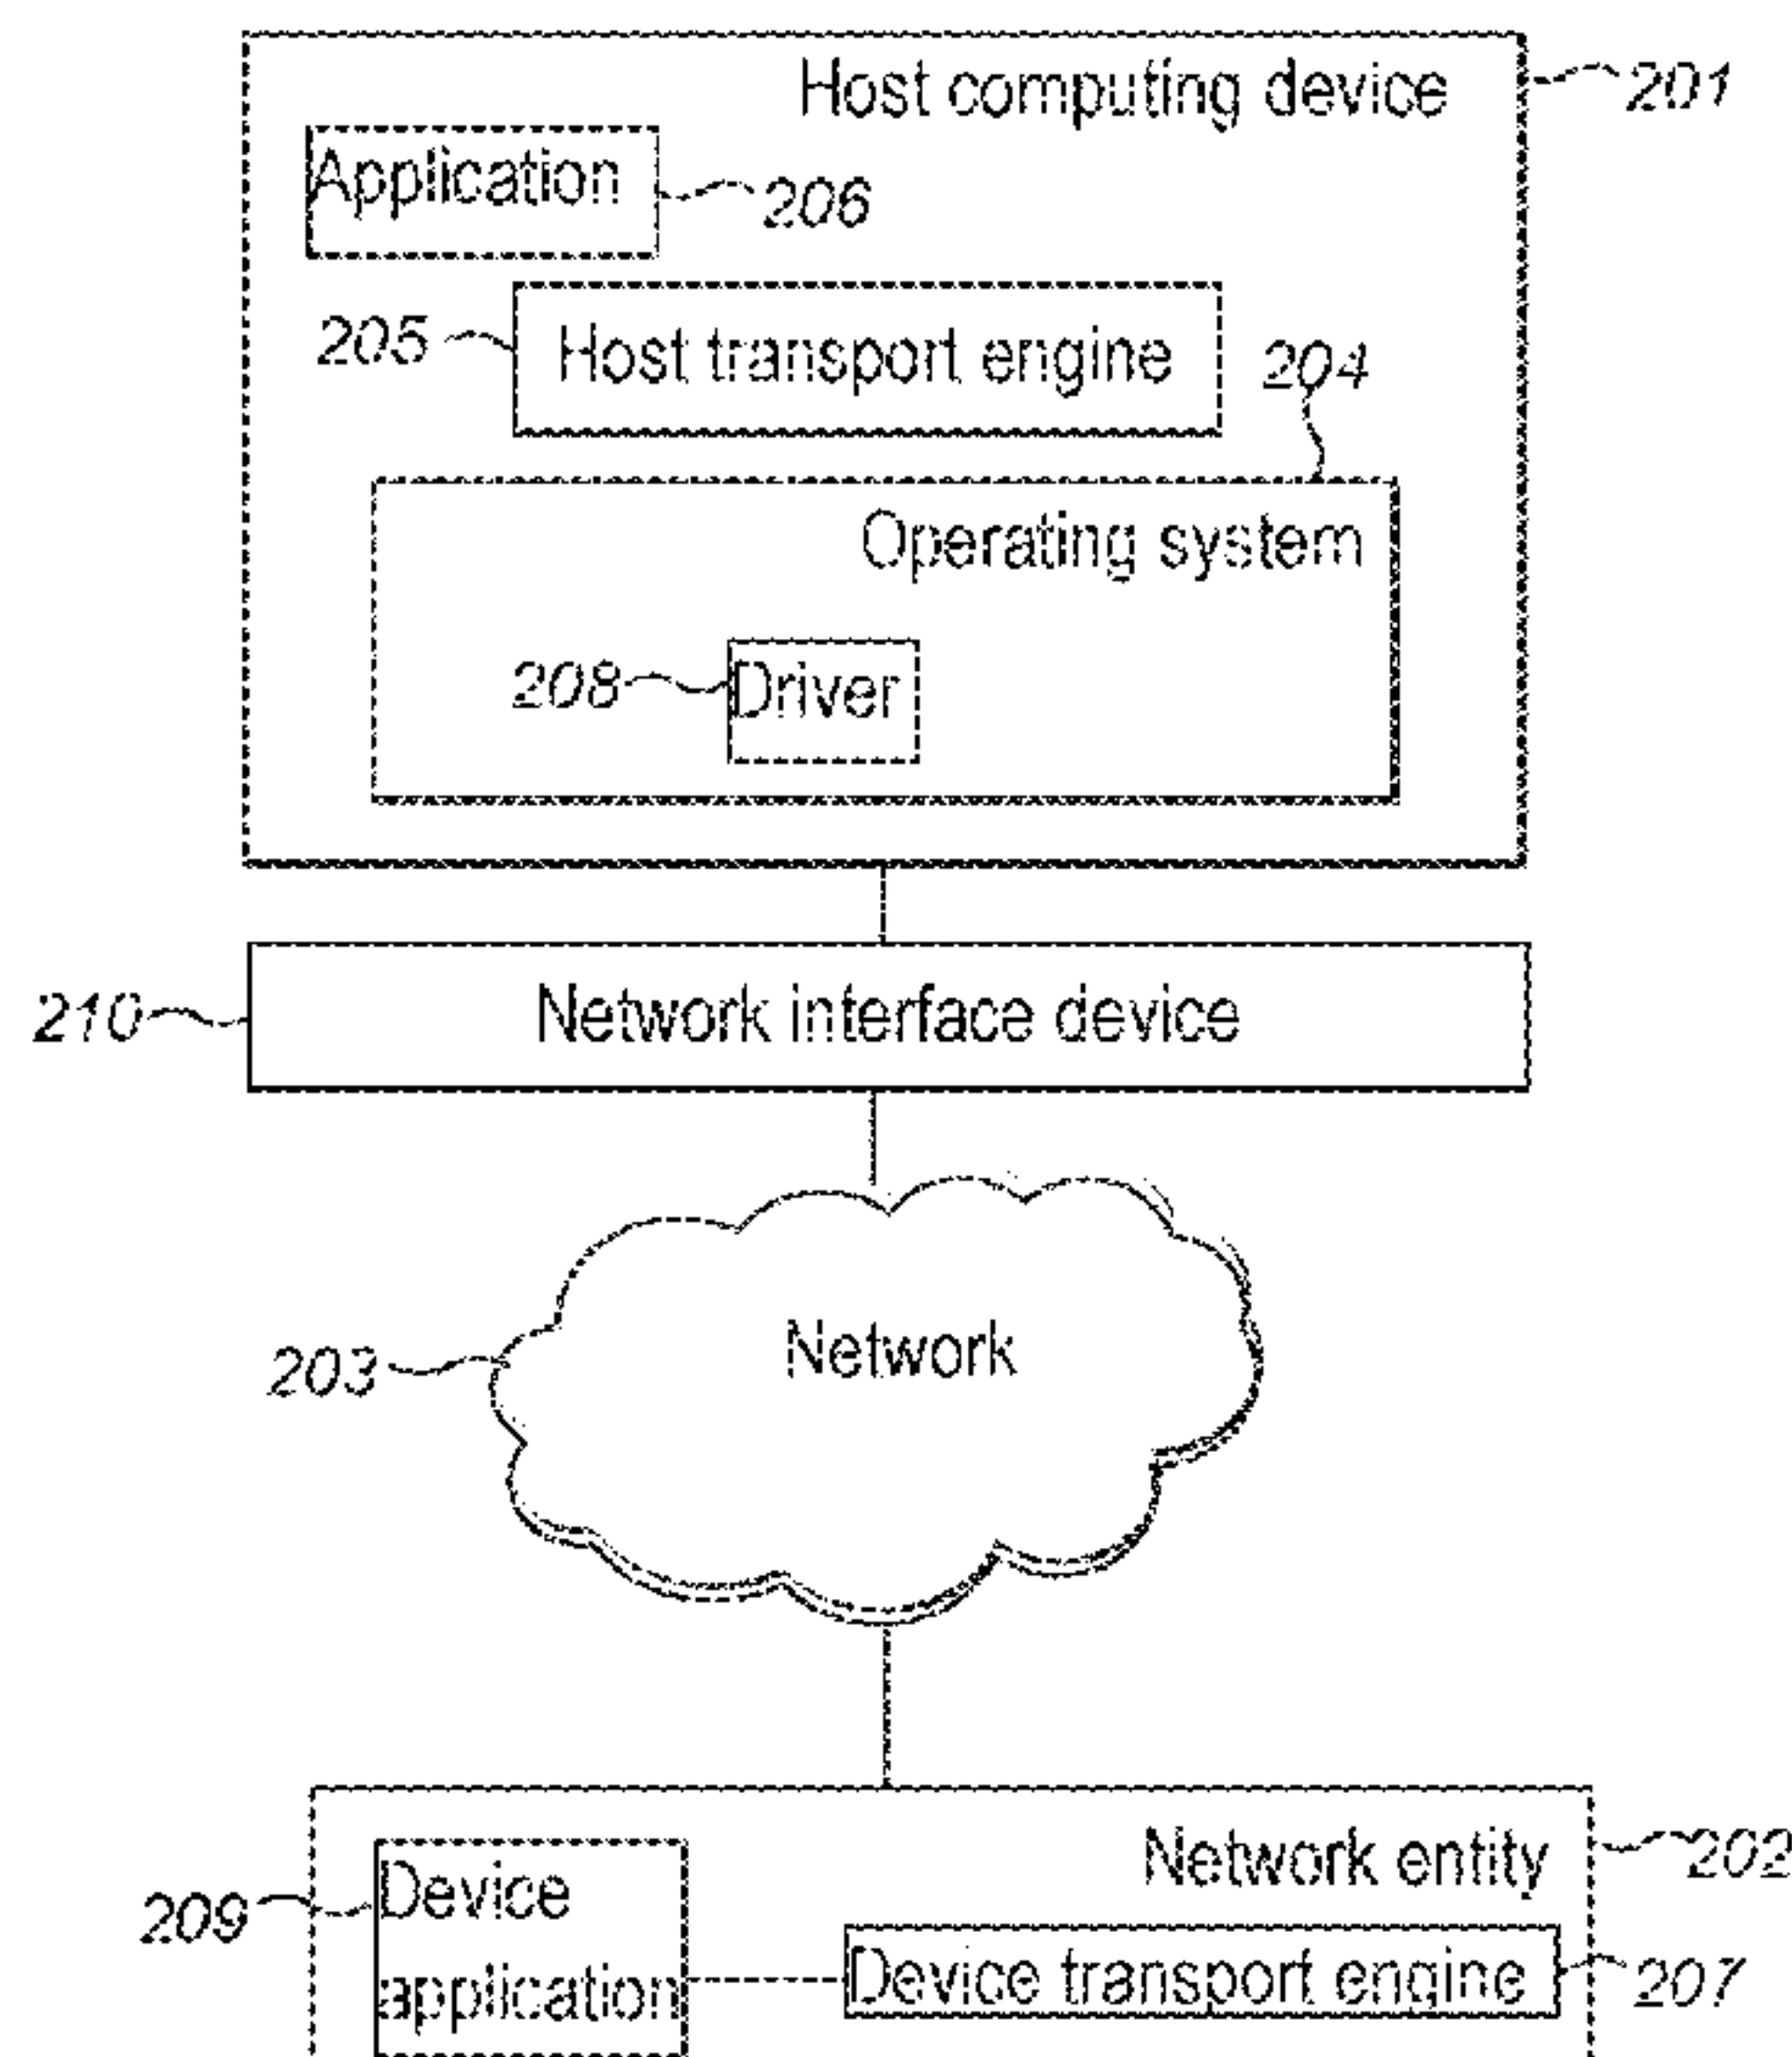 Host computing device 201
Application
206
205 Host transport engine
204
Operating system
208 Driver
210 Network interface device
Network
203
Network entity 202
Device
209
application Device transport engine 207